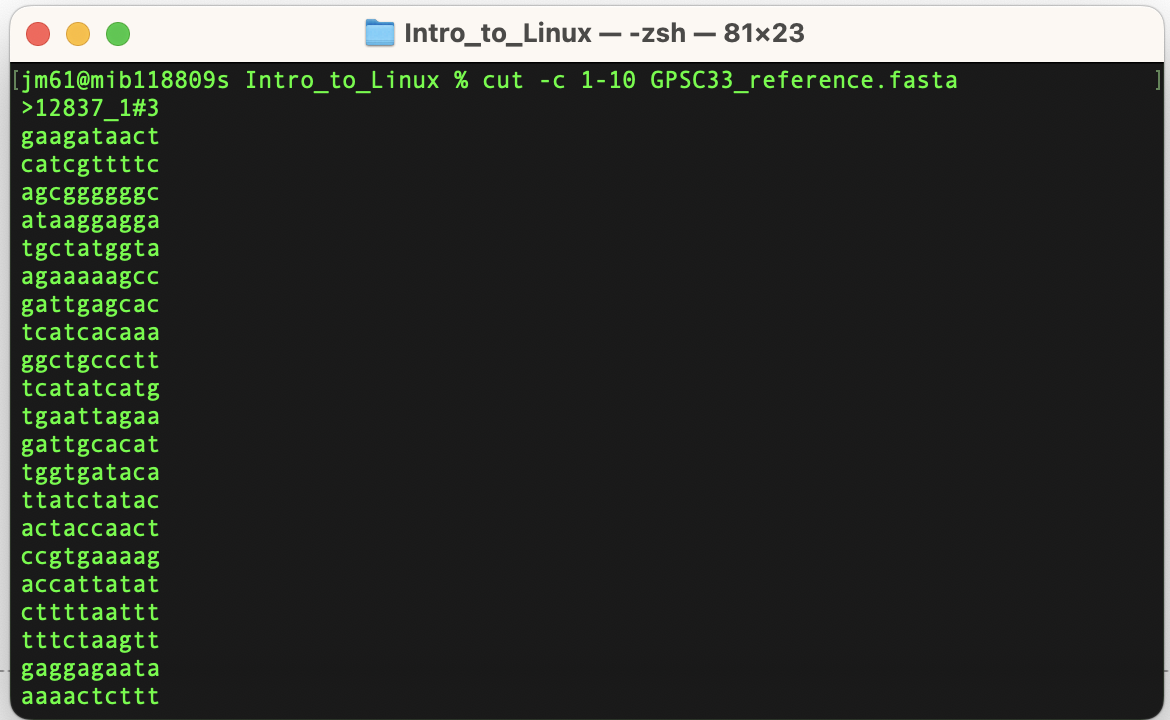 Intro_to_Linux — -zsh — 81×23
[jm61@mib118809s Intro_to_Linux % cut -c 1-10 GPSC33_reference.fasta ]
>12837_1#3
gaagataact
catcgttttc
agcggggggc
ataaggagga
tgctatggta
agaaaaagcc
gattgagcac
tcatcacaaa
ggctgccctt
tcatatcatg
tgaattagaa
gattgcacat
tggtgataca
ttatctatac
actaccaact
ccgtgaaaag
accattatat
cttttaattt
tttctaagtt
gaggagaata
aaaactcttt